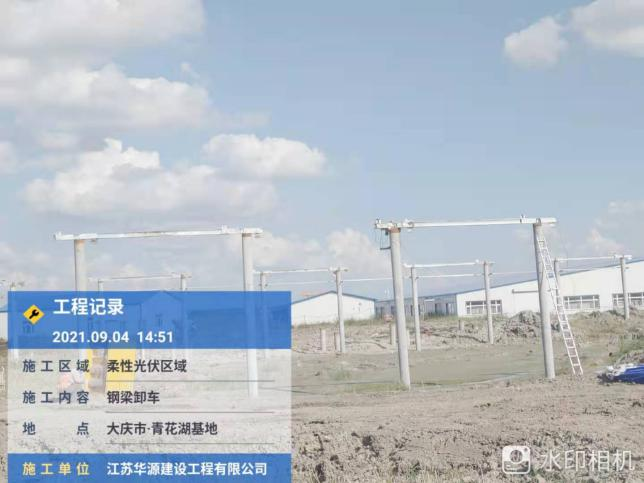 工程记录
2021.09.04 14:51
施工区域 柔性光伏区域
施工内容 钢梁卸车
地点 大庆市·青花湖基地
施工单位 江苏华源建设工程有限公司
水印相机